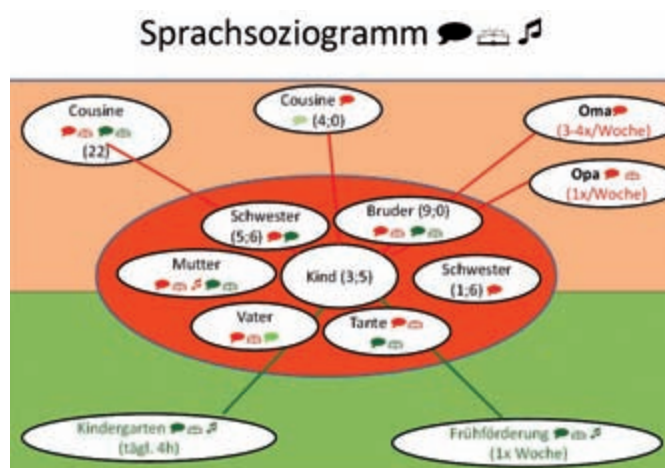 Sprachsoziogramm
Cousine
(22)
Cousine
(4;0)
Oma
(3-4x/Woche)
Opa
(1x/Woche)
Schwester
(5;6)
Bruder (9;0)
Mutter
Kind (3;5)
Schwester
(1;6)
Vater
Tante
Kindergarten
(tägl. 4h)
Frühförderung
(1x Woche)